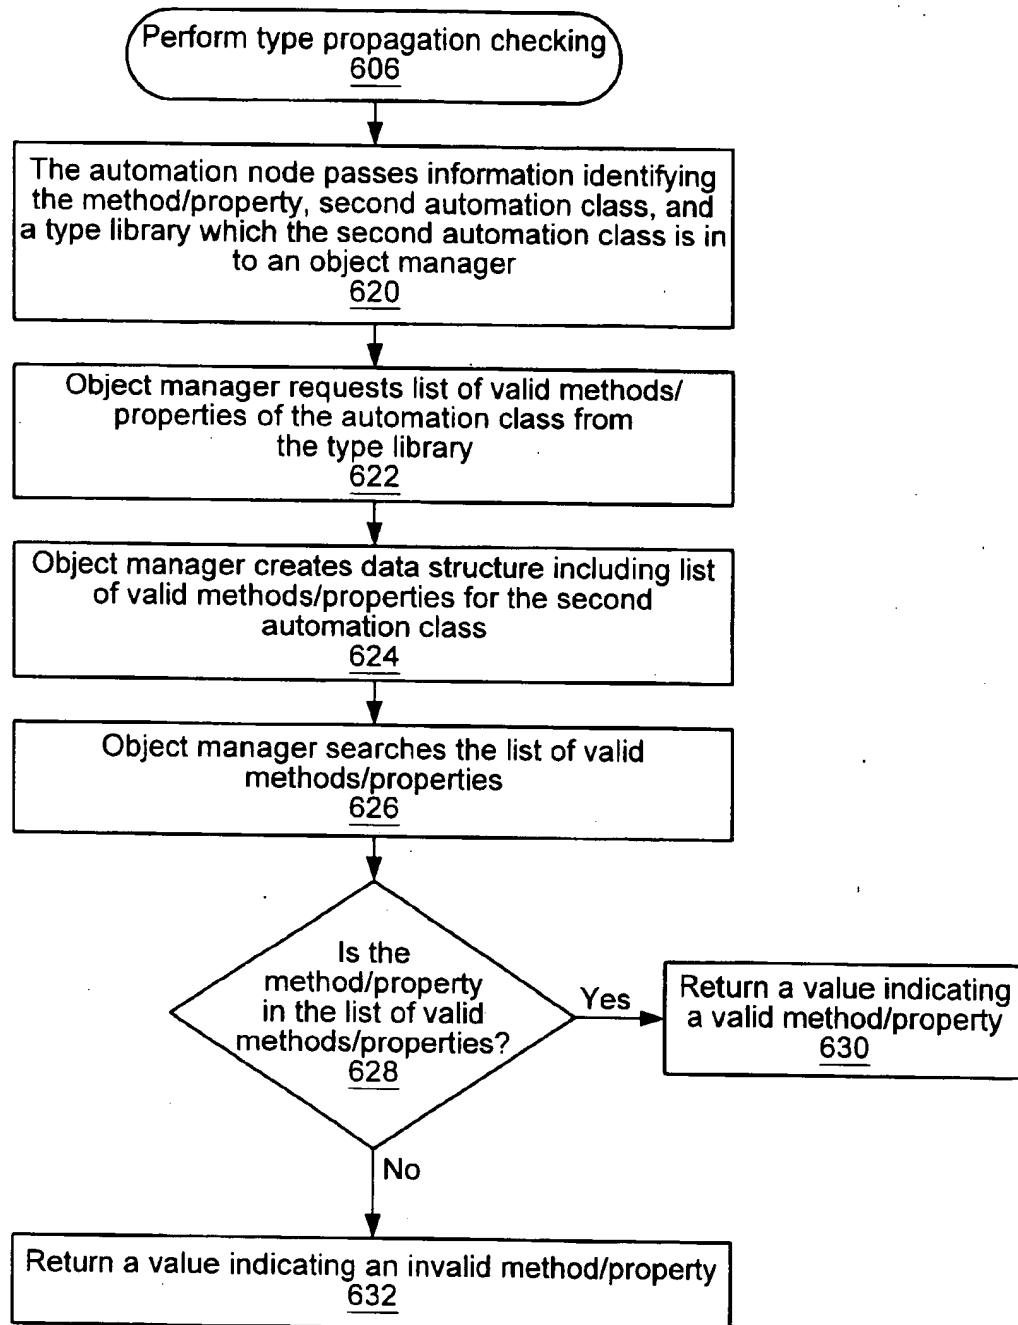 Perform type propagation checking
606
The automation node passes information identifying
the method/property, second automation class, and
a type library which the second automation class is in
to an object manager
620
Object manager requests list of valid methods/
properties of the automation class from
the type library
622
Object manager creates data structure including list
of valid methods/properties for the second
automation class
624
Object manager searches the list of valid
methods/properties
626
Is the
method/property
in the list of valid
methods/properties?
628
Yes
Return a value indicating
a valid method/property
630
No
Return a value indicating an invalid method/property
632